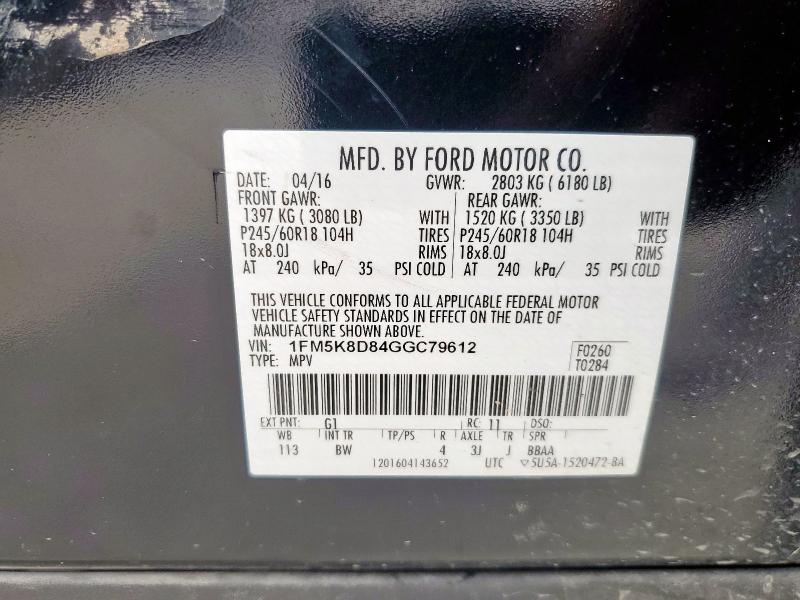 MFD. BY FORD MOTOR CO.
DATE: 04/16 GVWR: 2803 KG ( 6180 LB)
FRONT GAWR: REAR GAWR:
1397 KG ( 3080 LB) WITH 1520 KG ( 3350 LB) WITH
P245/60R18 104H TIRES P245/60R18 104H TIRES
18x8.0J RIMS 18x8.0J RIMS
AT 240 kPa/ 35 PSI COLD AT 240 kPa/ 35 PSI COLD
THIS VEHICLE CONFORMS TO ALL APPLICABLE FEDERAL MOTOR
VEHICLE SAFETY STANDARDS IN EFFECT ON THE DATE OF
MANUFACTURE SHOWN ABOVE.
VIN: 1FM5K8D84GGC79612 F0260
TYPE: MPV T0284
EXT PNT: G1 RC: 11 DSO:
WB INT TR TP/PS R AXLE TR SPR
113 BW 4 3J J BBAA
1201604143652 UTC ▽5U5A-1520472-BA